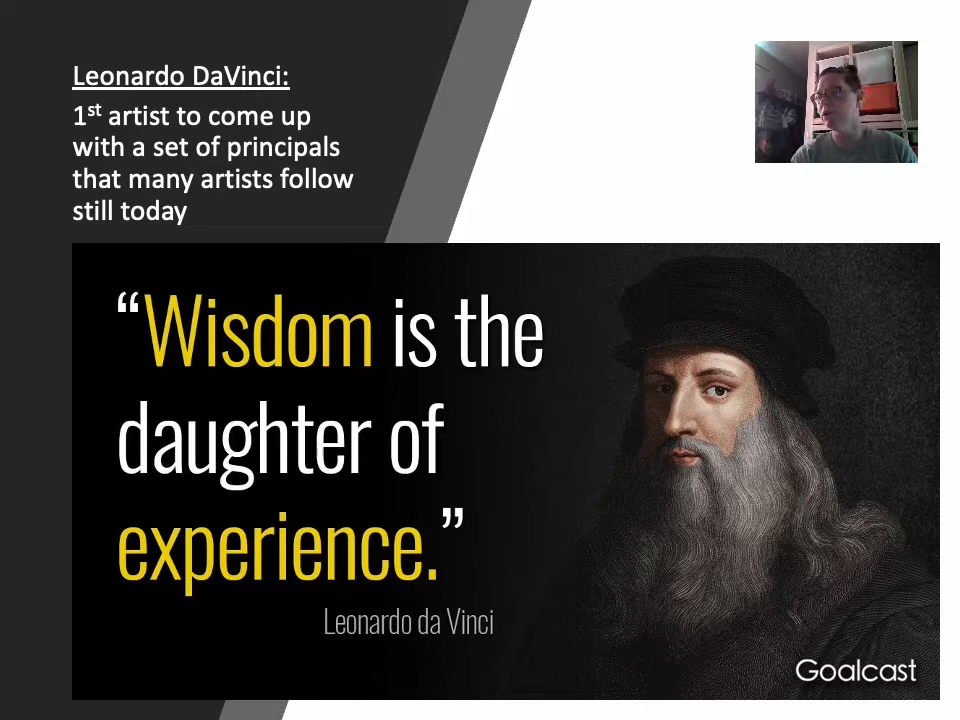 Leonardo DaVinci:
1st artist to come up
with a set of principals
that many artists follow
still today
“Wisdom is the
daughter of
experience.”
Leonardo da Vinci
Goalcast